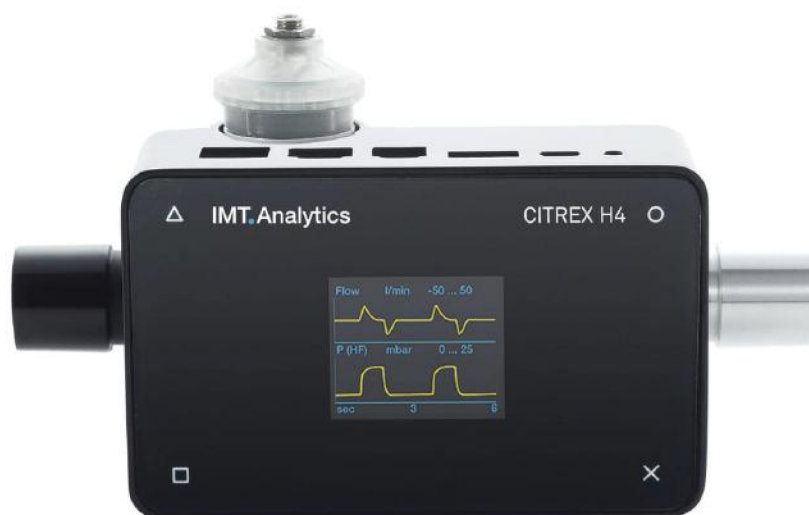 IMT.Analytics
CITREX H4
Flow l/min -50 ... 50
P (HF) mbar 0 ... 25
sec 3 6